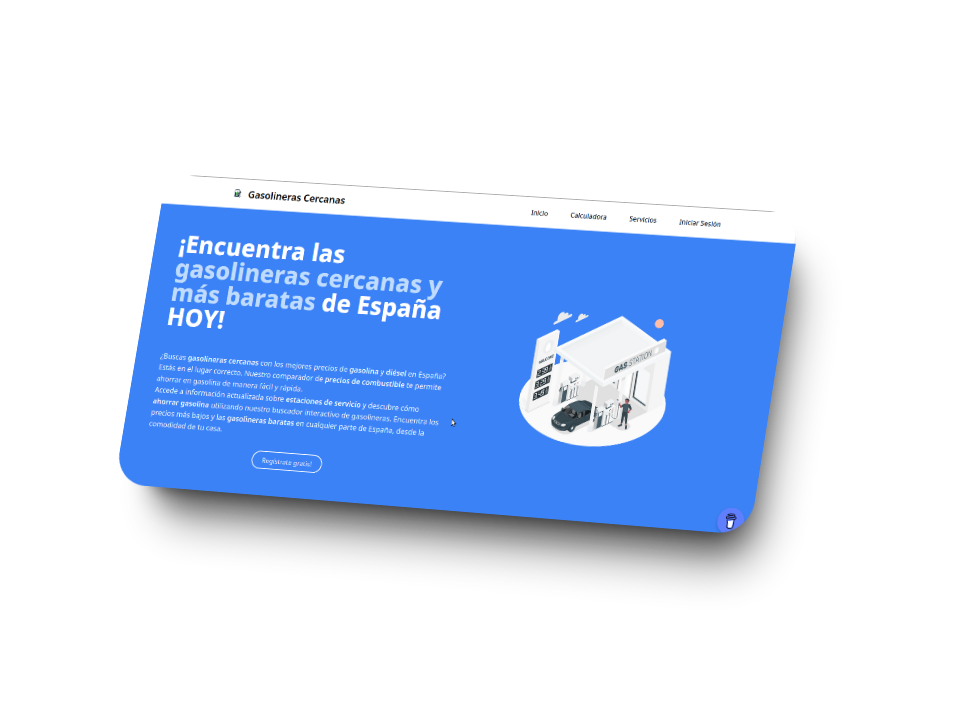 Gasolineras Cercanas
Inicio
Calculadora
Servicios
Iniciar Sesión
¡Encuentra las
gasolineras cercanas y
más baratas de España
HOY!
¿Buscas gasolineras cercanas con los mejores precios de gasolina y diésel en España?
Estás en el lugar correcto. Nuestro comparador de precios de combustible te permite
ahorrar en gasolina de manera fácil y rápida.
Accede a información actualizada sobre estaciones de servicio y descubre cómo
ahorrar gasolina utilizando nuestro buscador interactivo de gasolineras. Encuentra los
precios más bajos y las gasolineras baratas en cualquier parte de España, desde la
comodidad de tu casa.
Regístrate gratis!
WELCOME
GAS STATION